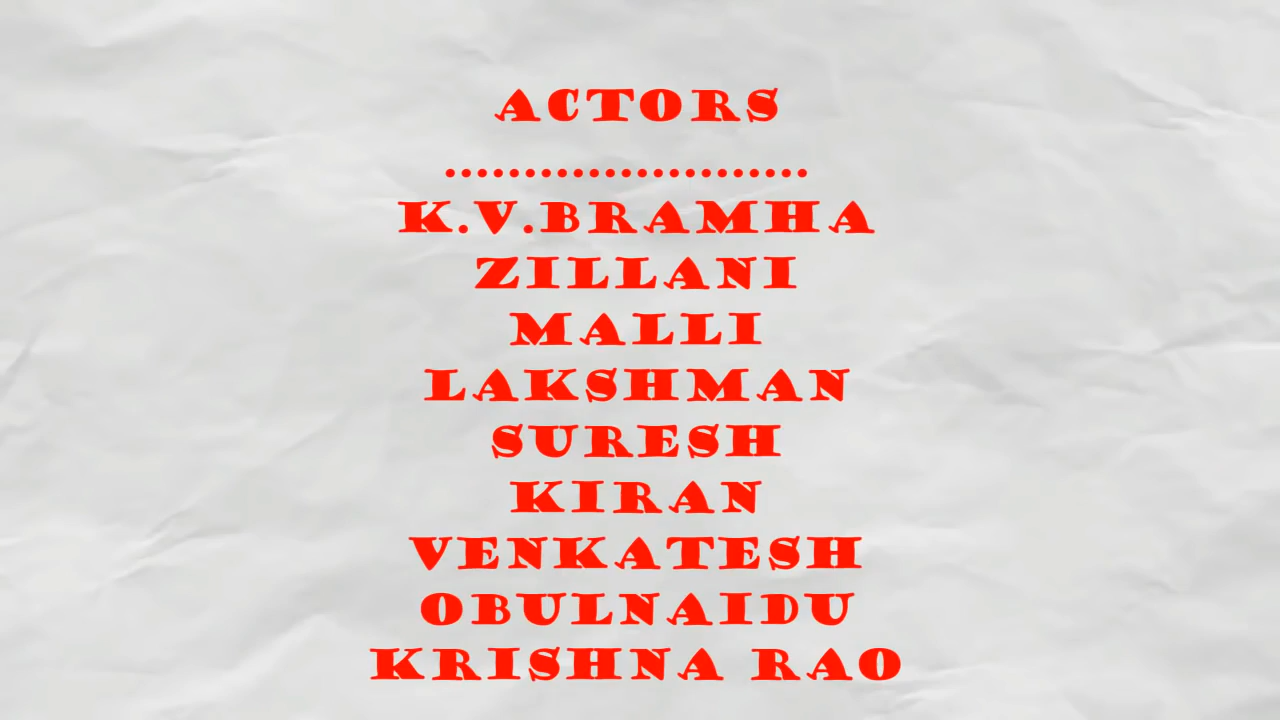 ACTORS
.......................
K.V.BRAMHA
ZILLANI
MALLI
LAKSHMAN
SURESH
KIRAN
VENKATESH
OBULNAIDU
KRISHNA RAO